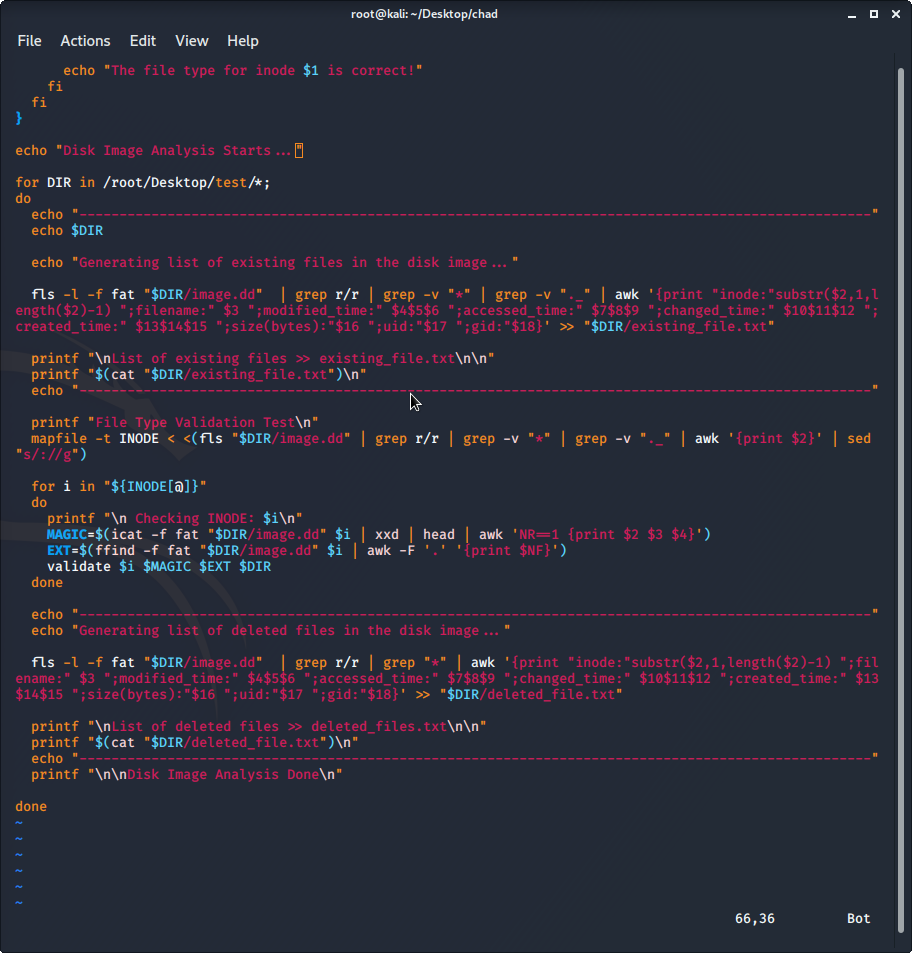 root@kali: ~/Desktop/chad
File Actions Edit View Help
echo "The file type for inode $1 is correct!"
fi
fi
}
echo "Disk Image Analysis Starts..."
for DIR in /root/Desktop/test/*;
do
echo "---------------------------------------------------------------------------------------------------"
echo $DIR
echo "Generating list of existing files in the disk image..."
fls -l -f fat "$DIR/image.dd"  | grep r/r | grep -v "*" | grep -v "._" | awk '{print "inode:"substr($2,1,l
ength($2)-1) ";filename:" $3 ";modified_time:" $4$5$6 ";accessed_time:" $7$8$9 ";changed_time:" $10$11$12 ";
created_time:" $13$14$15 ";size(bytes):"$16 ";uid:"$17 ";gid:"$18}' >> "$DIR/existing_file.txt"
printf "\nList of existing files >> existing_file.txt\n\n"
printf "$(cat "$DIR/existing_file.txt")\n"
echo "---------------------------------------------------------------------------------------------------"
printf "File Type Validation Test\n"
mapfile -t INODE < <(fls "$DIR/image.dd" | grep r/r | grep -v "*" | grep -v "._" | awk '{print $2}' | sed
"s/://g")
for i in "${INODE[@]}"
do
printf "\n Checking INODE: $i\n"
MAGIC=$(icat -f fat "$DIR/image.dd" $i | xxd | head | awk 'NR==1 {print $2 $3 $4}')
EXT=$(ffind -f fat "$DIR/image.dd" $i | awk -F '.' '{print $NF}')
validate $i $MAGIC $EXT $DIR
done
echo "---------------------------------------------------------------------------------------------------"
echo "Generating list of deleted files in the disk image..."
fls -l -f fat "$DIR/image.dd"  | grep r/r | grep "*" | awk '{print "inode:"substr($2,1,length($2)-1) ";fil
ename:" $3 ";modified_time:" $4$5$6 ";accessed_time:" $7$8$9 ";changed_time:" $10$11$12 ";created_time:" $13
$14$15 ";size(bytes):"$16 ";uid:"$17 ";gid:"$18}' >> "$DIR/deleted_file.txt"
printf "\nList of deleted files >> deleted_files.txt\n\n"
printf "$(cat "$DIR/deleted_file.txt")\n"
echo "---------------------------------------------------------------------------------------------------"
printf "\n\nDisk Image Analysis Done\n"
done
~
~
~
~
~
~
66,36 Bot